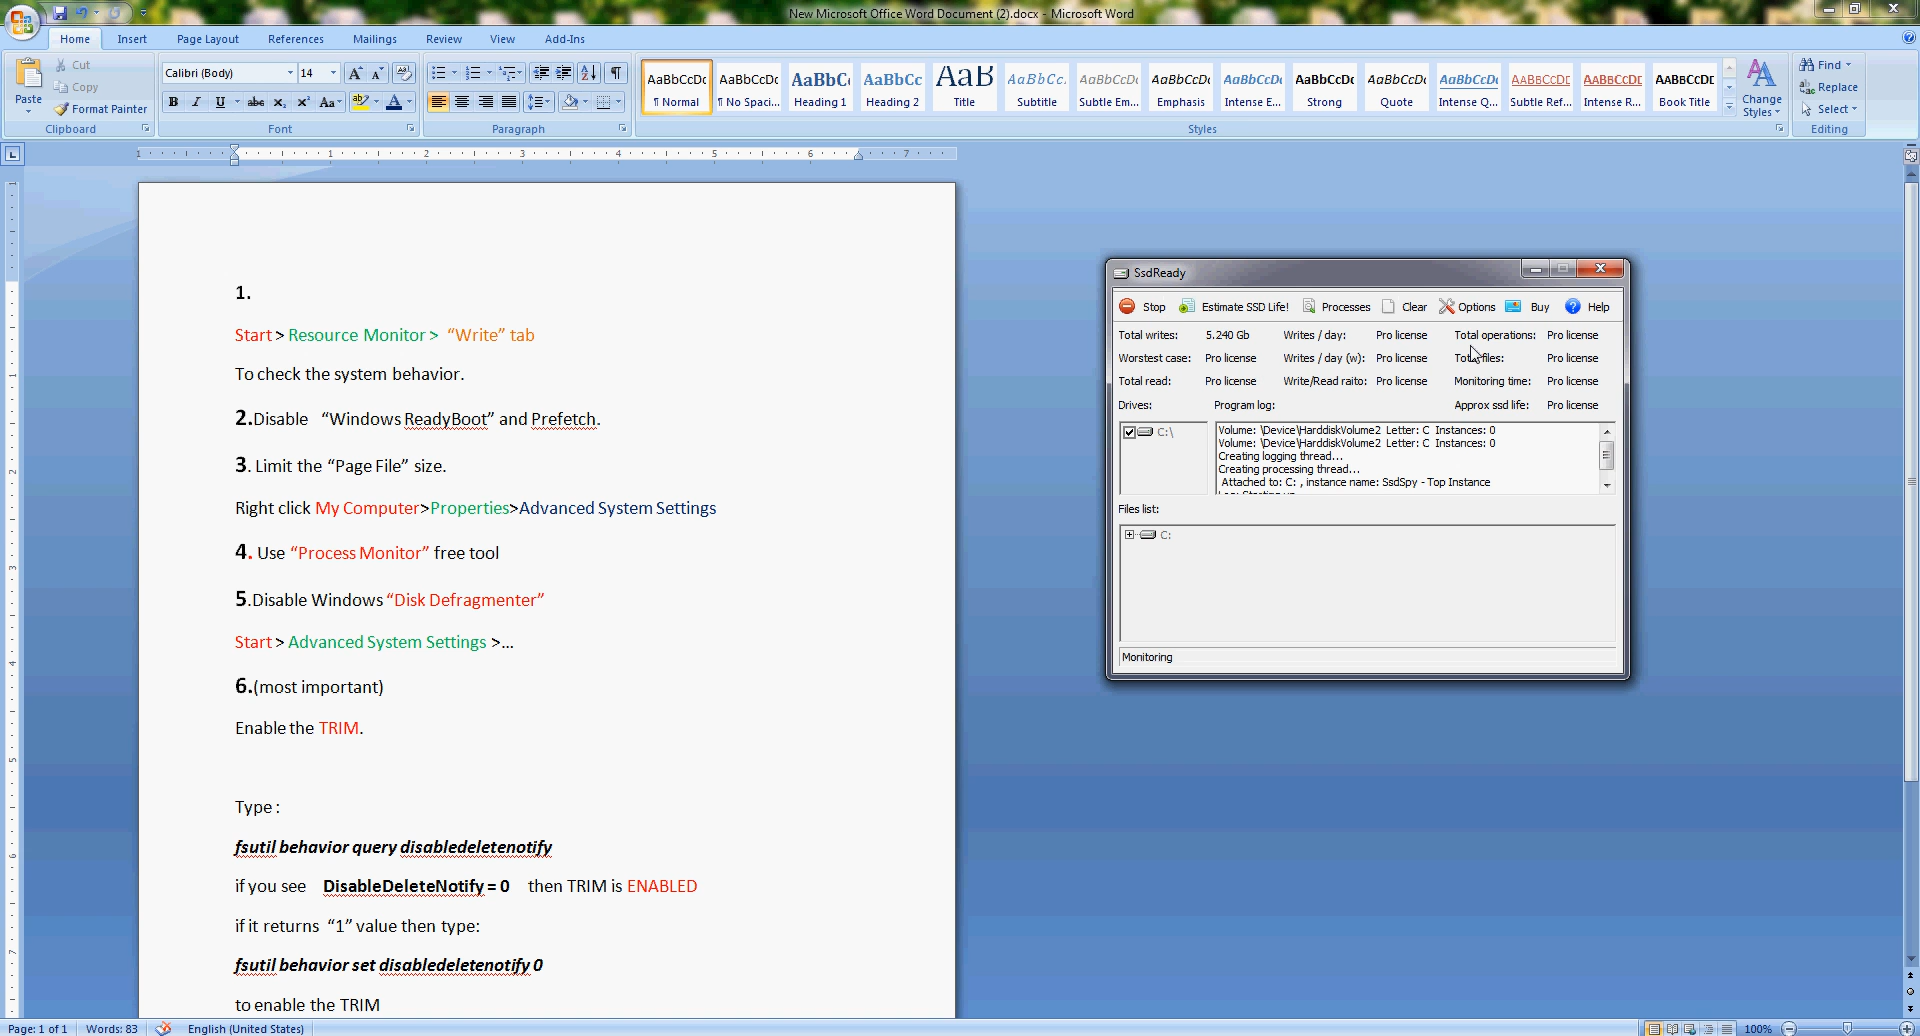 New Microsoft Office Word Document (2).docx - Microsoft Word
Home Insert Page Layout References Mailings Review View Add-Ins
Paste
Cut
Copy
Format Painter
Clipboard
Calibri (Body) 14
Font
Paragraph
AaBbCcDc AaBbCcDc AaBbC AaBbCc AaB AaBbCc. AaBbCcDc AaBbCcDc AaBbCcDc AaBbCcDc AaBbCcDc AaBbCcDc AABBCCDE AABBCCDE AABBCCDE
¶ Normal ¶ No Spaci... Heading 1 Heading 2 Title Subtitle Subtle Em... Emphasis Intense E... Strong Quote Intense Q... Subtle Ref... Intense R... Book Title
Change Styles
Styles
Find
Replace
Select
Editing
1 1 2 3 4 5 6 7
1.
Start > Resource Monitor > “Write” tab
To check the system behavior.
2.Disable “Windows ReadyBoot” and Prefetch.
3. Limit the “Page File” size.
Right click My Computer>Properties>Advanced System Settings
4. Use “Process Monitor” free tool
5.Disable Windows “Disk Defragmenter”
Start > Advanced System Settings >...
6.(most important)
Enable the TRIM.
Type :
fsutil behavior query disabledeletenotify
if you see DisableDeleteNotify = 0 then TRIM is ENABLED
if it returns “1” value then type:
fsutil behavior set disabledeletenotify 0
to enable the TRIM
SsdReady
Stop Estimate SSD Life! Processes Clear Options Buy Help
Total writes: 5.240 Gb Writes / day: Pro license Total operations: Pro license
Worstest case: Pro license Writes / day (w): Pro license Total files: Pro license
Total read: Pro license Write/Read raito: Pro license Monitoring time: Pro license
Drives: Program log: Approx ssd life: Pro license
C:\
Volume: \Device\HarddiskVolume2 Letter: C Instances: 0
Volume: \Device\HarddiskVolume2 Letter: C Instances: 0
Creating logging thread...
Creating processing thread...
Attached to: C: , instance name: SsdSpy - Top Instance
Files list:
C:
Monitoring
Page: 1 of 1 Words: 83 English (United States) 100%